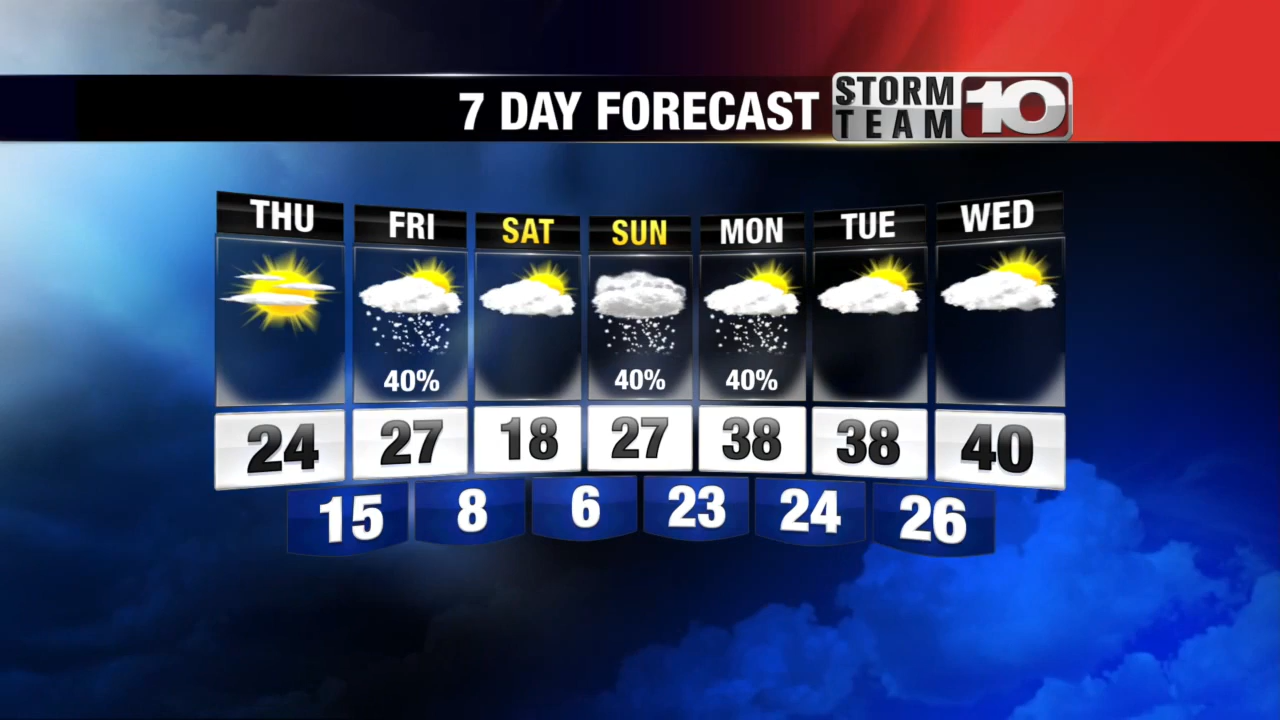 7 DAY FORECAST
STORM
TEAM
10
THU FRI SAT SUN MON TUE WED
40% 40% 40%
24 27 18 27 38 38 40
15 8 6 23 24 26